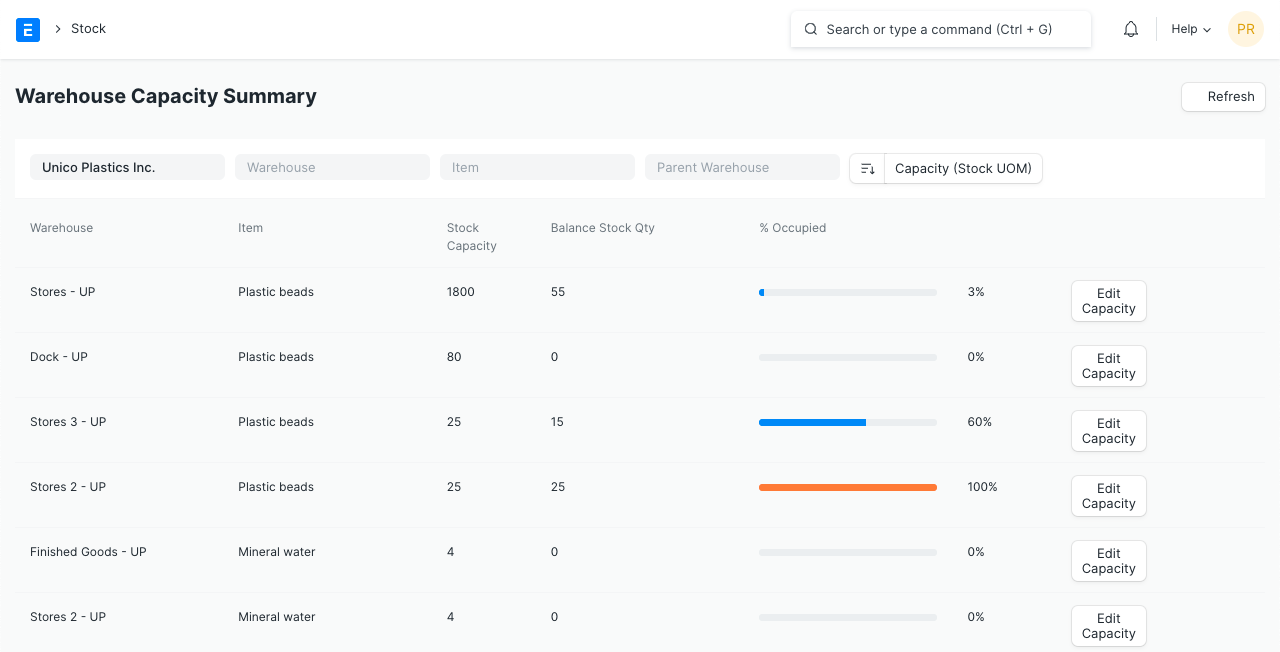 E
Stock
Search or type a command (Ctrl + G)
Help
PR
Warehouse Capacity Summary
Refresh
Unico Plastics Inc.
Warehouse
Item
Parent Warehouse
Capacity (Stock UOM)
Warehouse Item Stock Capacity Balance Stock Qty % Occupied
Stores - UP Plastic beads 1800 55 3% Edit Capacity
Dock - UP Plastic beads 80 0 0% Edit Capacity
Stores 3 - UP Plastic beads 25 15 60% Edit Capacity
Stores 2 - UP Plastic beads 25 25 100% Edit Capacity
Finished Goods - UP Mineral water 4 0 0% Edit Capacity
Stores 2 - UP Mineral water 4 0 0% Edit Capacity